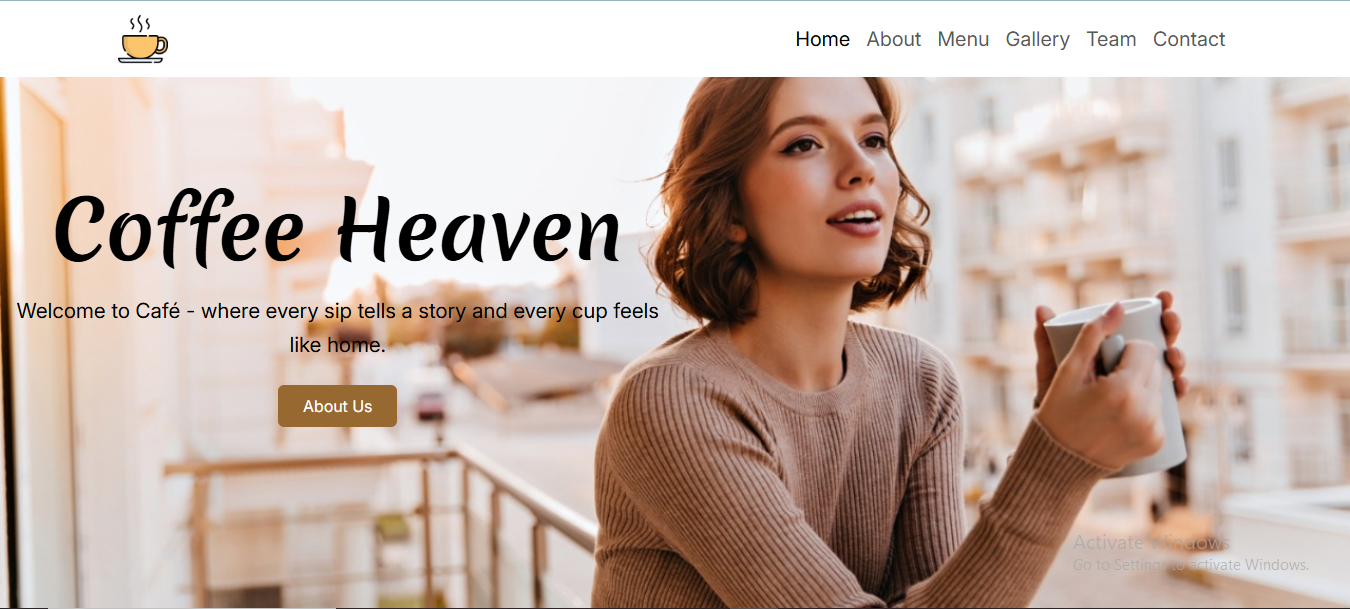 Home About Menu Gallery Team Contact
Coffee Heaven
Welcome to Café - where every sip tells a story and every cup feels
like home.
About Us
Activate Windows
Go to Settings to activate Windows.